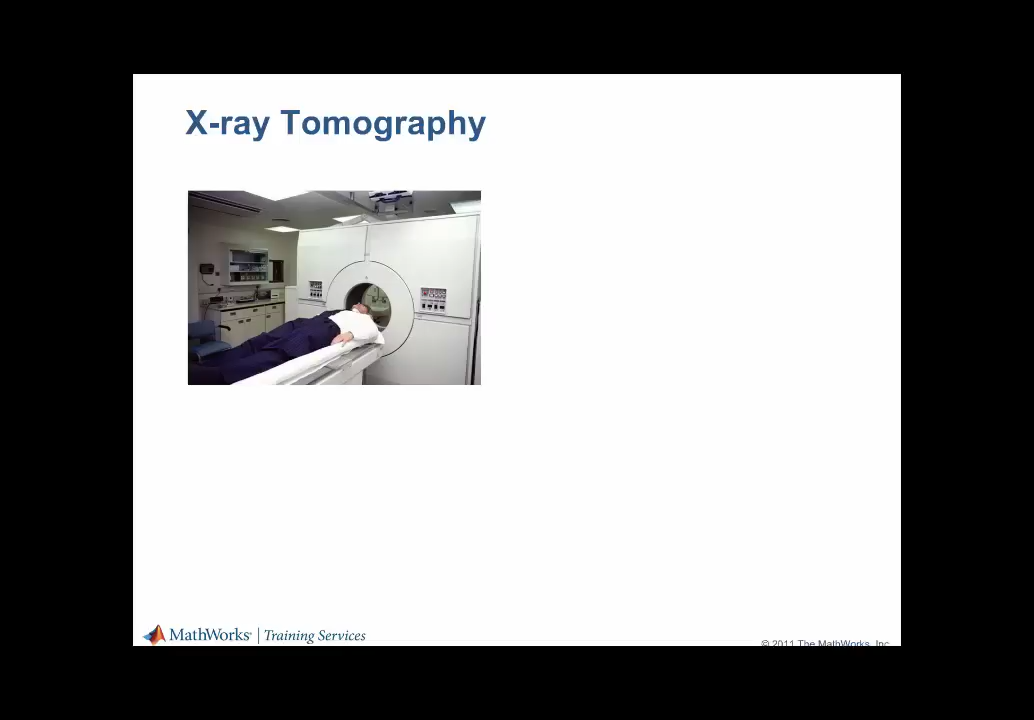 X-ray Tomography
MathWorks® | Training Services
© 2011 The MathWorks, Inc